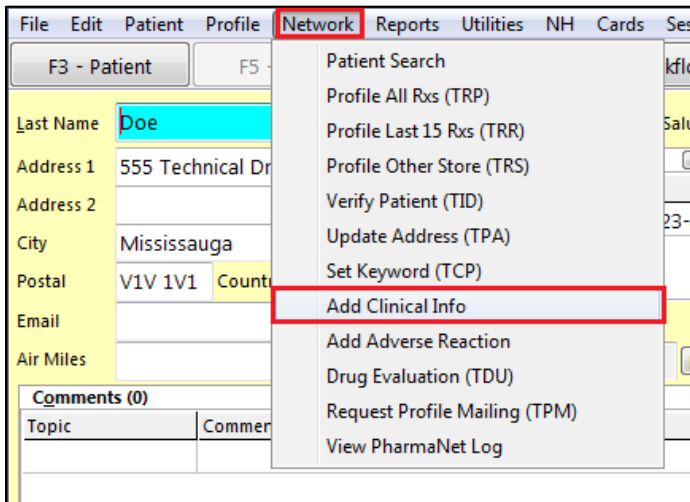 File Edit Patient Profile Network Reports Utilities NH Cards
F3 - Patient F5 -
Patient Search
Profile All Rxs (TRP)
Last Name Doe
Profile Last 15 Rxs (TRR)
Address 1 555 Technical Dr
Profile Other Store (TRS)
Address 2
Verify Patient (TID)
City Mississauga
Update Address (TPA)
Postal V1V 1V1
Set Keyword (TCP)
Email
Add Clinical Info
Air Miles
Add Adverse Reaction
Comments (0)
Drug Evaluation (TDU)
Topic
Request Profile Mailing (TPM)
View PharmaNet Log